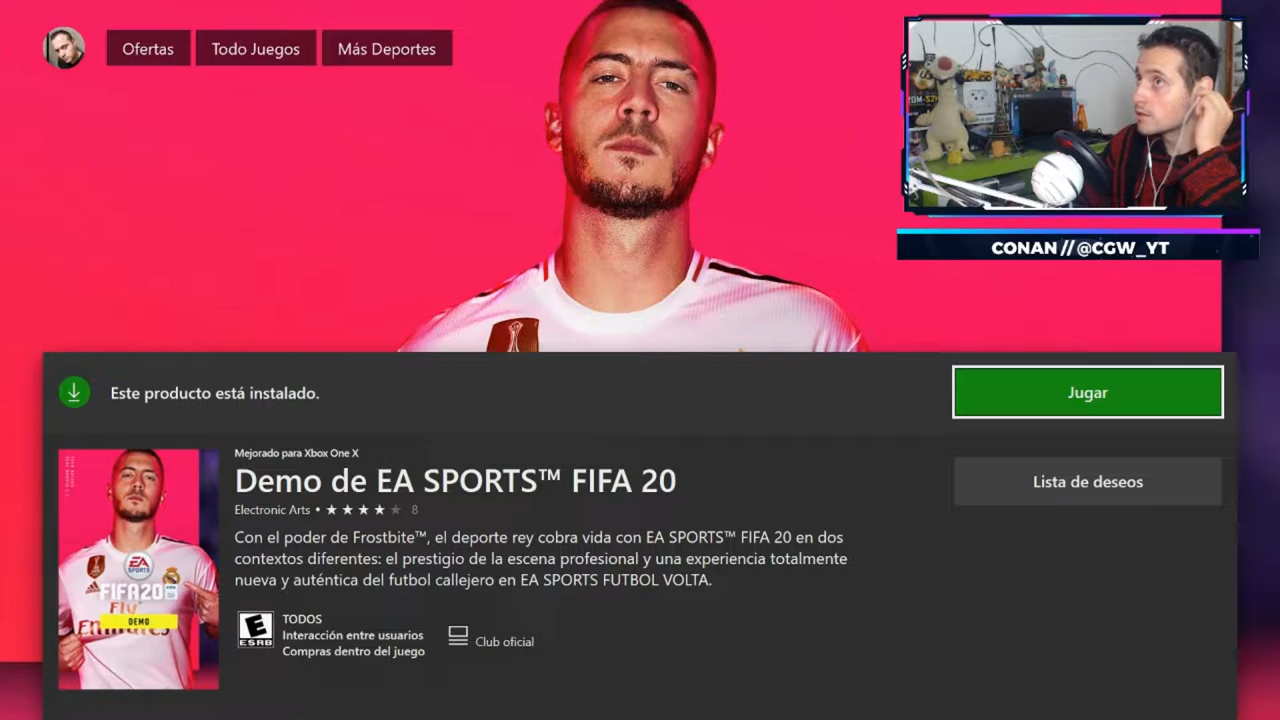 Ofertas
Todo Juegos
Más Deportes
CONAN // @CGW_YT
Este producto está instalado.
Jugar
Mejorado para Xbox One X
Demo de EA SPORTS™ FIFA 20
Lista de deseos
Electronic Arts • ★★★★★ 8
Con el poder de Frostbite™, el deporte rey cobra vida con EA SPORTS™ FIFA 20 en dos
contextos diferentes: el prestigio de la escena profesional y una experiencia totalmente
nueva y auténtica del futbol callejero en EA SPORTS FUTBOL VOLTA.
EA
SPORTS
FIFA20
Fly
DEMO
E
ESRB
TODOS
Interacción entre usuarios
Compras dentro del juego
Club oficial